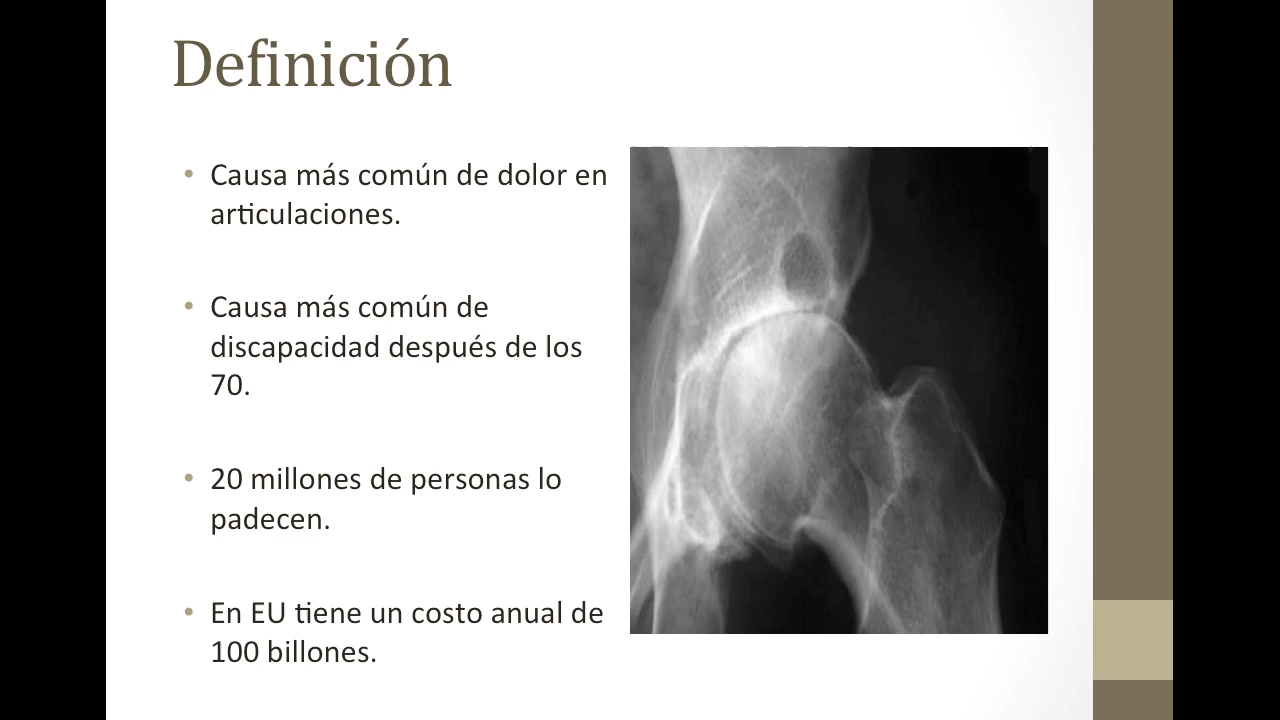 Definición
• Causa más común de dolor en
articulaciones.
• Causa más común de
discapacidad después de los
70.
• 20 millones de personas lo
padecen.
• En EU tiene un costo anual de
100 billones.